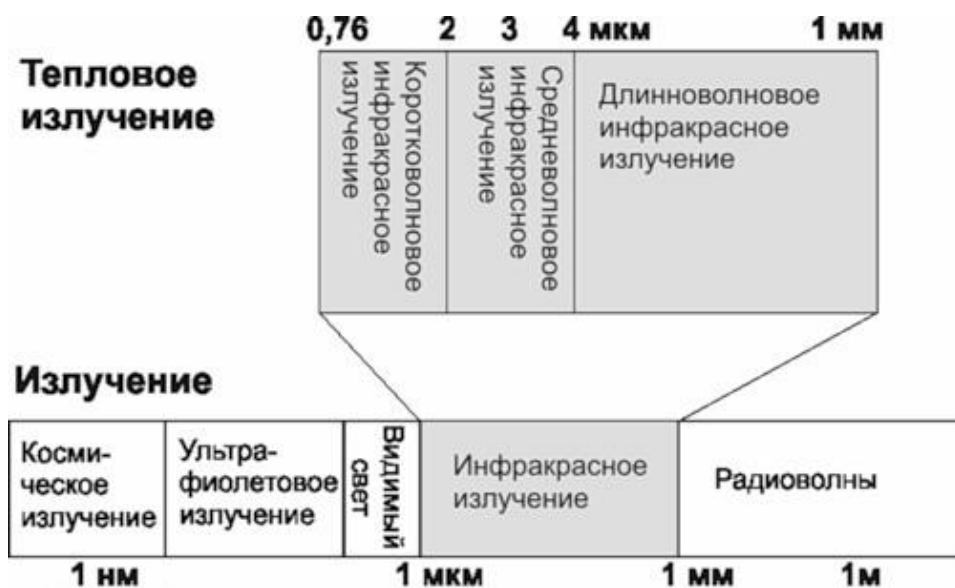 0,76 2 3 4 мкм 1 мм
Тепловое
излучение
Коротковолновое
инфракрасное
излучение
Средневолновое
инфракрасное
излучение
Длинноволновое
инфракрасное
излучение
Излучение
Косми-
ческое
излучение
Ультра-
фиолетовое
излучение
Видимый
свет
Инфракрасное
излучение
Радиоволны
1 нм 1 мкм 1 мм 1м